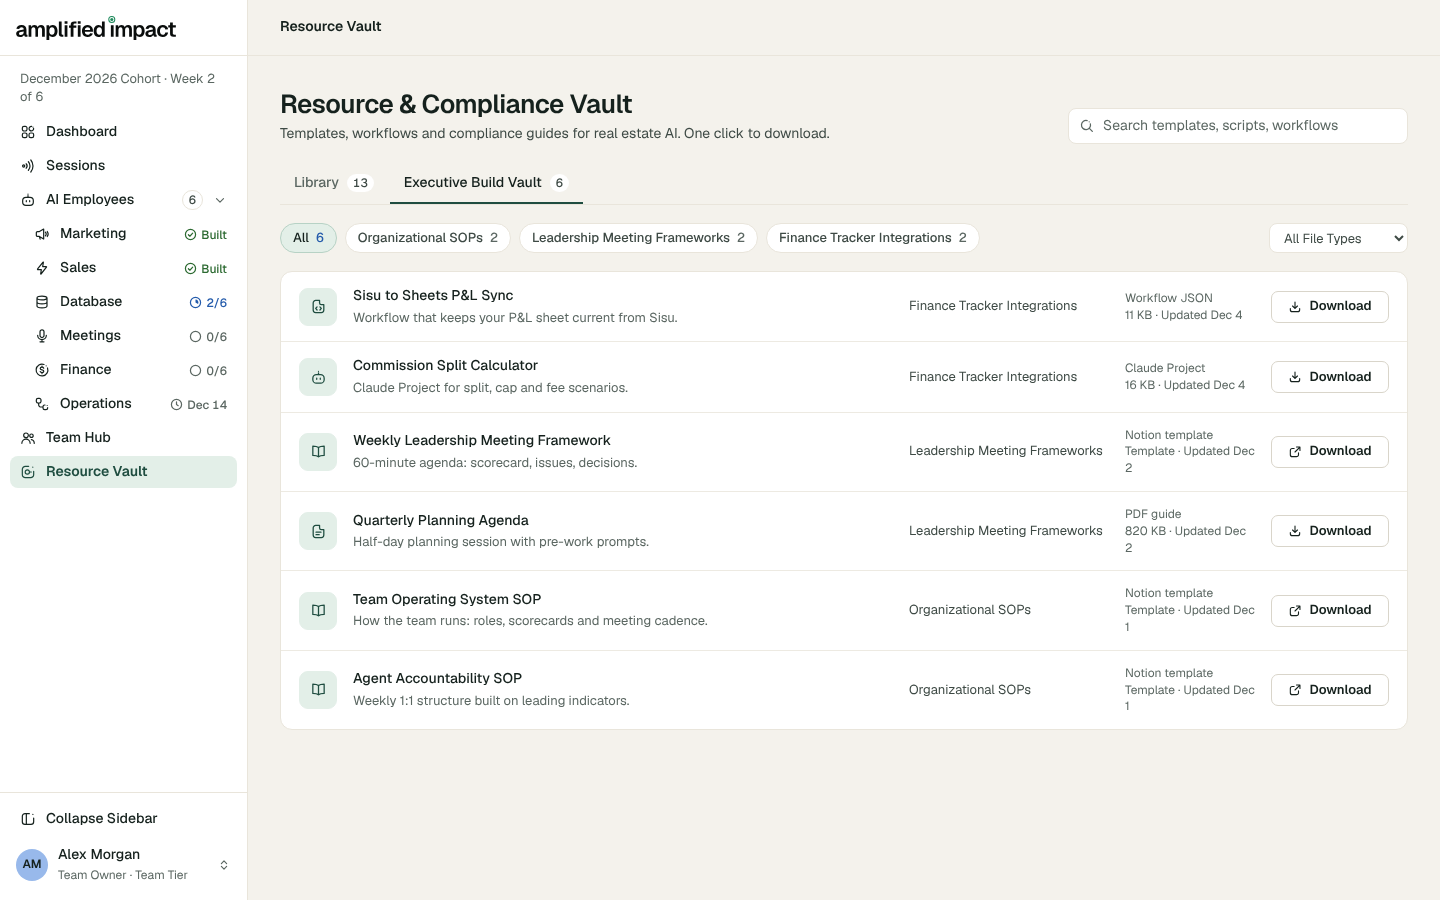 amplified impact
Resource Vault
December 2026 Cohort · Week 2
of 6
Dashboard
Sessions
AI Employees 6
Marketing Built
Sales Built
Database 2/6
Meetings 0/6
Finance 0/6
Operations Dec 14
Team Hub
Resource Vault
Collapse Sidebar
AM
Alex Morgan
Team Owner · Team Tier
Resource & Compliance Vault
Templates, workflows and compliance guides for real estate AI. One click to download.
Search templates, scripts, workflows
Library 13 Executive Build Vault 6
All 6 Organizational SOPs 2 Leadership Meeting Frameworks 2 Finance Tracker Integrations 2 All File Types
Sisu to Sheets P&L Sync
Workflow that keeps your P&L sheet current from Sisu.
Finance Tracker Integrations
Workflow JSON
11 KB · Updated Dec 4
Download
Commission Split Calculator
Claude Project for split, cap and fee scenarios.
Finance Tracker Integrations
Claude Project
16 KB · Updated Dec 4
Download
Weekly Leadership Meeting Framework
60-minute agenda: scorecard, issues, decisions.
Leadership Meeting Frameworks
Notion template
Template · Updated Dec
2
Download
Quarterly Planning Agenda
Half-day planning session with pre-work prompts.
Leadership Meeting Frameworks
PDF guide
820 KB · Updated Dec
2
Download
Team Operating System SOP
How the team runs: roles, scorecards and meeting cadence.
Organizational SOPs
Notion template
Template · Updated Dec
1
Download
Agent Accountability SOP
Weekly 1:1 structure built on leading indicators.
Organizational SOPs
Notion template
Template · Updated Dec
1
Download